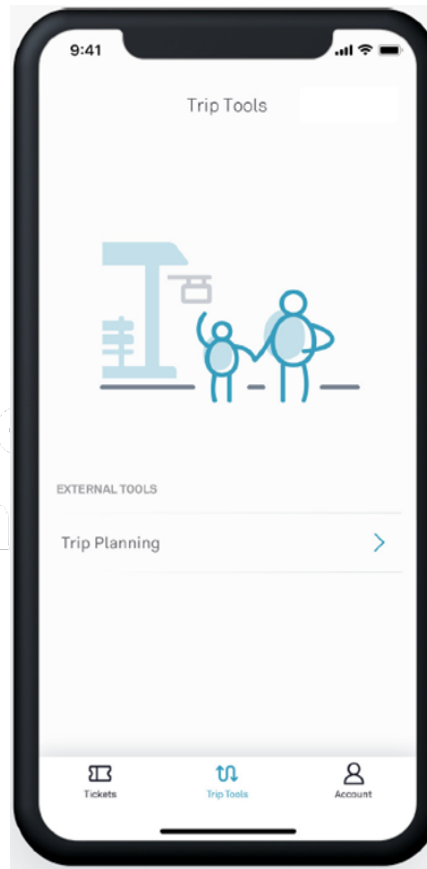 9:41
Trip Tools
EXTERNAL TOOLS
Trip Planning
Tickets
Trip Tools
Account